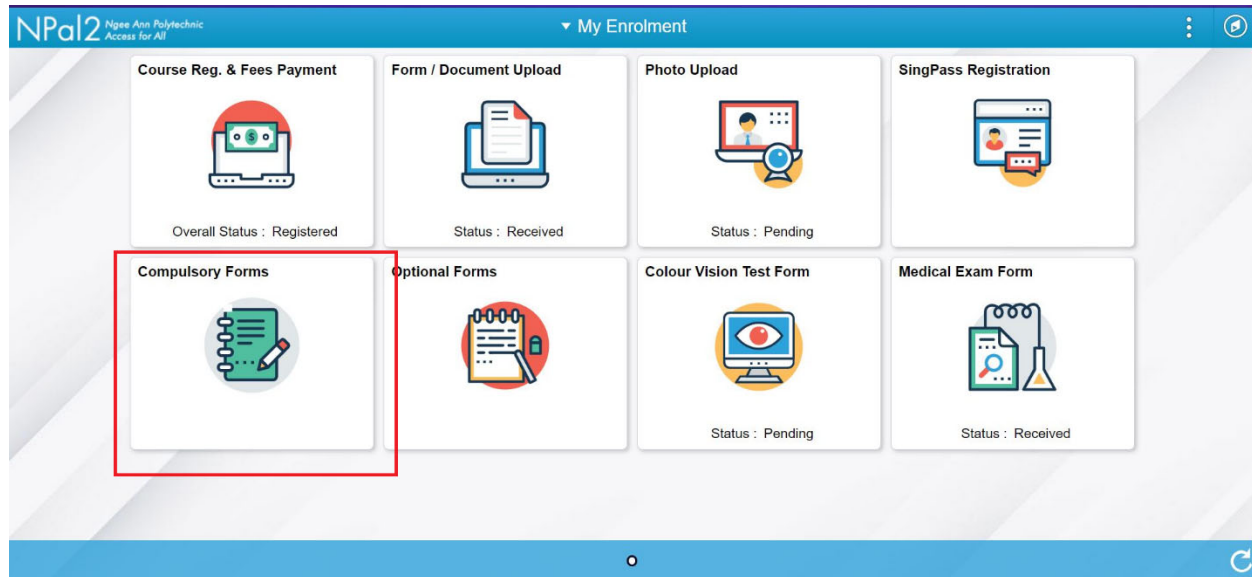 NPal2 Ngee Ann Polytechnic
Access for All
My Enrolment
Course Reg. & Fees Payment
Form / Document Upload
Photo Upload
SingPass Registration
Overall Status : Registered
Status : Received
Status : Pending
Compulsory Forms
Optional Forms
Colour Vision Test Form
Medical Exam Form
Status : Pending
Status : Received